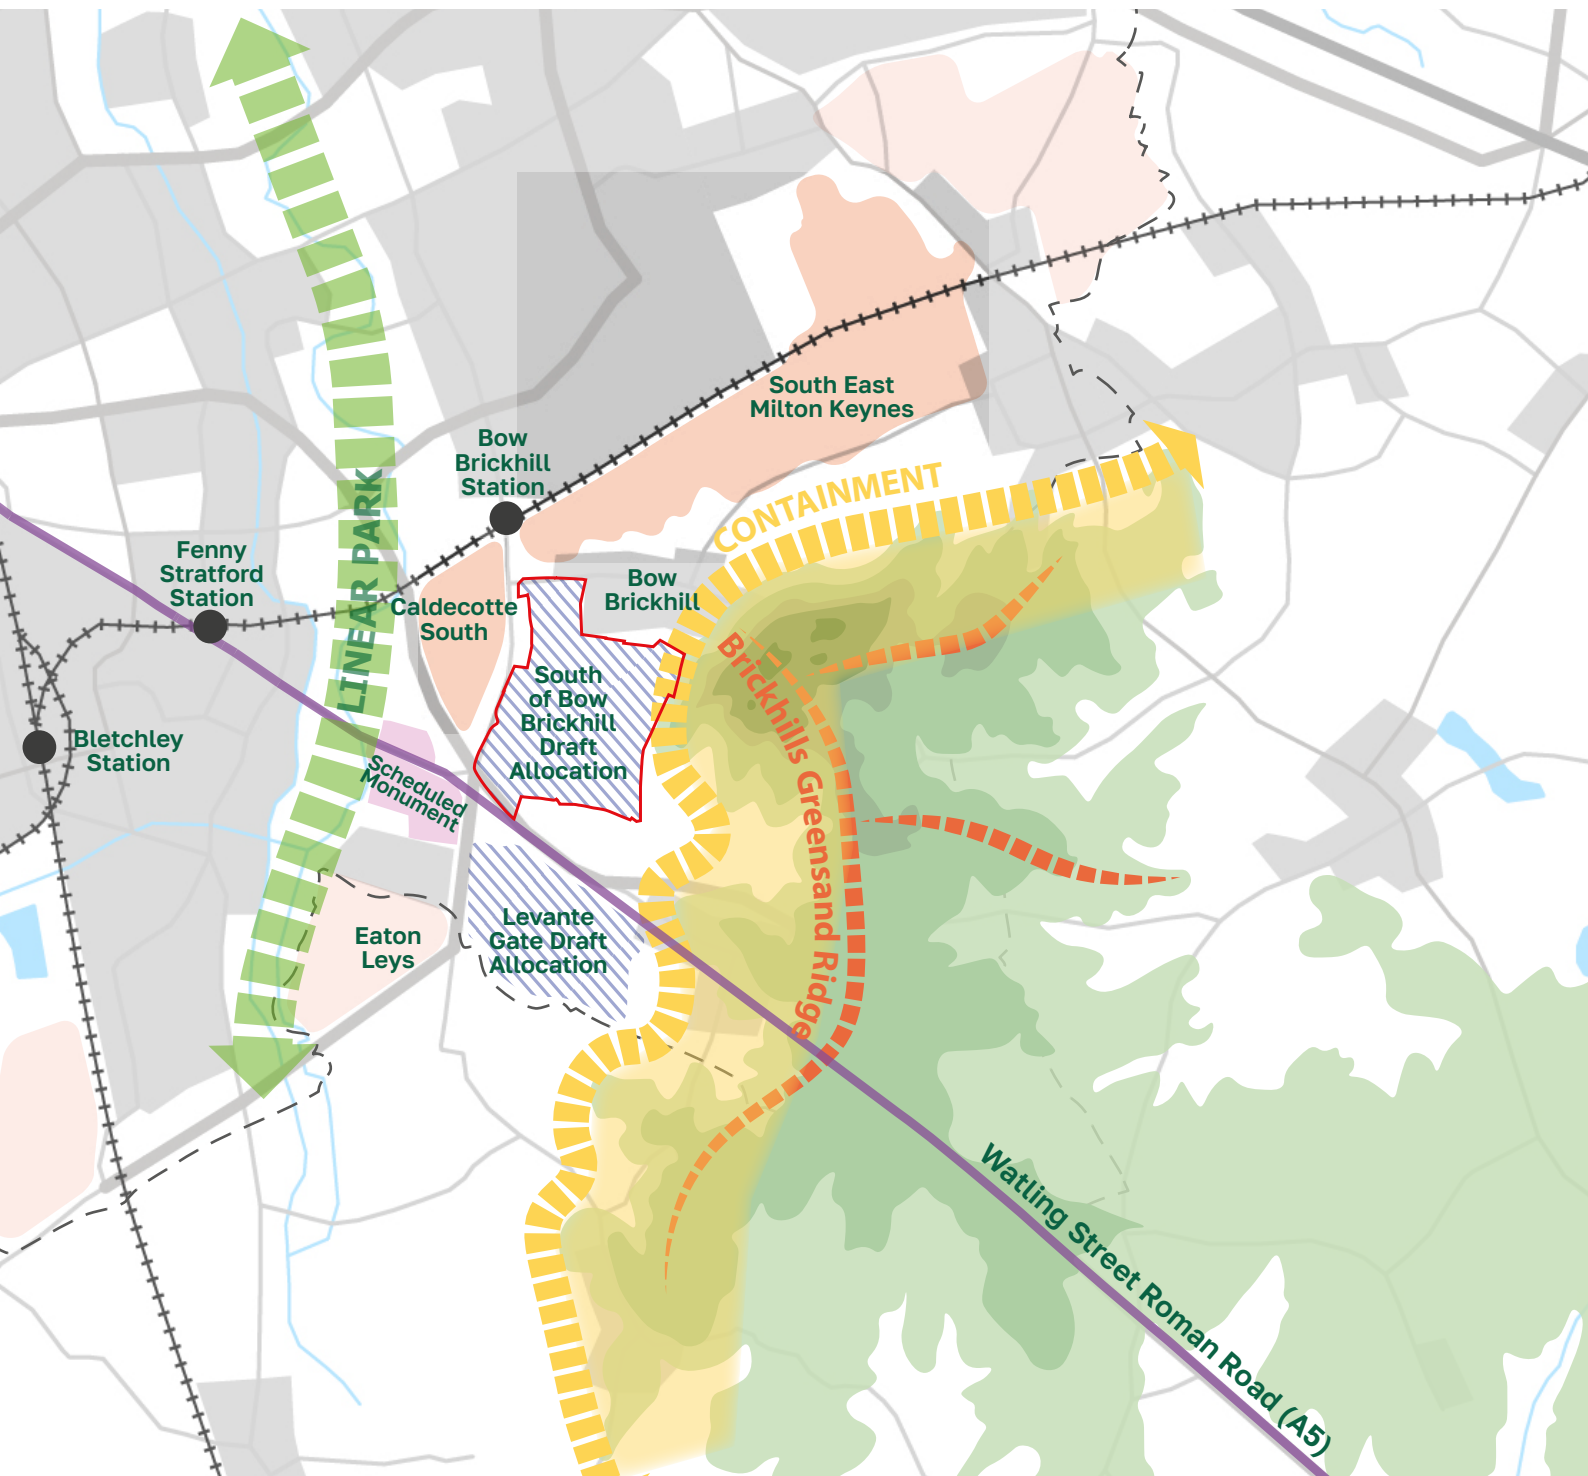 South East
Milton Keynes
Bow
Brickhill
Station
CONTAINMENT
LINEAR PARK
Fenny
Stratford
Station
Bow
Brickhill
Caldecotte
South
Brickhills Greensand Ridge
South
of Bow
Brickhill
Draft
Allocation
Bletchley
Station
Scheduled
Monument
Levante
Gate Draft
Allocation
Eaton
Leys
Watling Street Roman Road (A5)